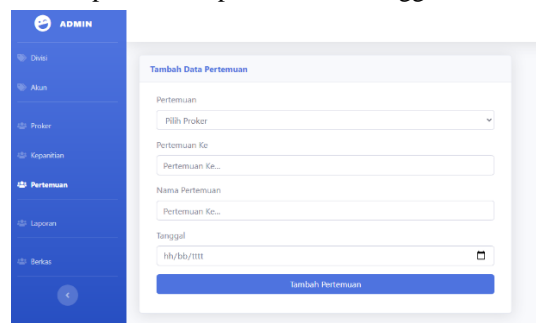 ADMIN
Divisi
Akun
Proker
Kepanitian
Pertemuan
Laporan
Berkas
Tambah Data Pertemuan
Pertemuan
Pilih Proker
Pertemuan Ke
Pertemuan Ke...
Nama Pertemuan
Pertemuan Ke...
Tanggal
hh/bb/tttt
Tambah Pertemuan